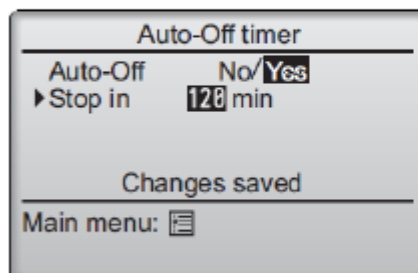 Auto-Off timer
Auto-Off No/Yes
Stop in 120 min
Changes saved
Main menu: